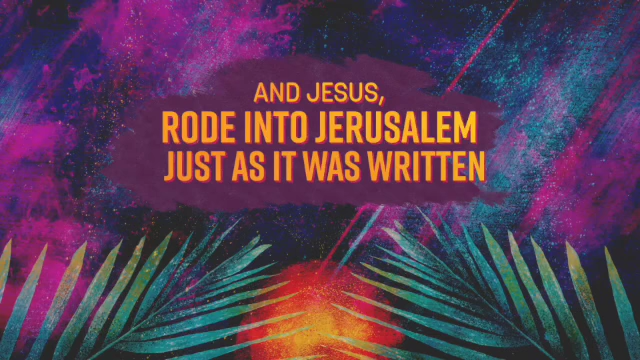 AND JESUS,
RODE INTO JERUSALEM
JUST AS IT WAS WRITTEN